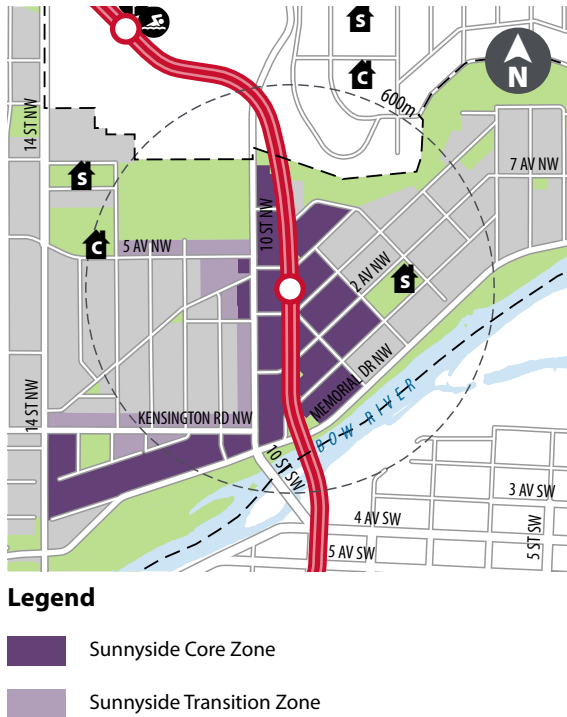 S
C
N
600m
14 ST NW
7 AV NW
S
10 ST NW
C
5 AV NW
2 AV NW
S
14 ST NW
KENSINGTON RD NW
MEMORIAL DR NW
BOW RIVER
10 ST SW
3 AV SW
4 AV SW
5 ST SW
5 AV SW
Legend
Sunnyside Core Zone
Sunnyside Transition Zone